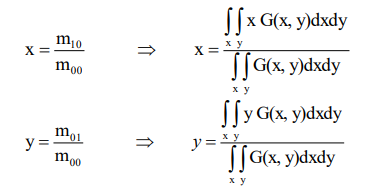 x = m₁₀ / m₀₀ ⇒ x = ∫∫ₓ ᵧ x G(x, y)dxdy / ∫∫ₓ ᵧ G(x, y)dxdy
y = m₀₁ / m₀₀ ⇒ y = ∫∫ₓ ᵧ y G(x, y)dxdy / ∫∫ₓ ᵧ G(x, y)dxdy